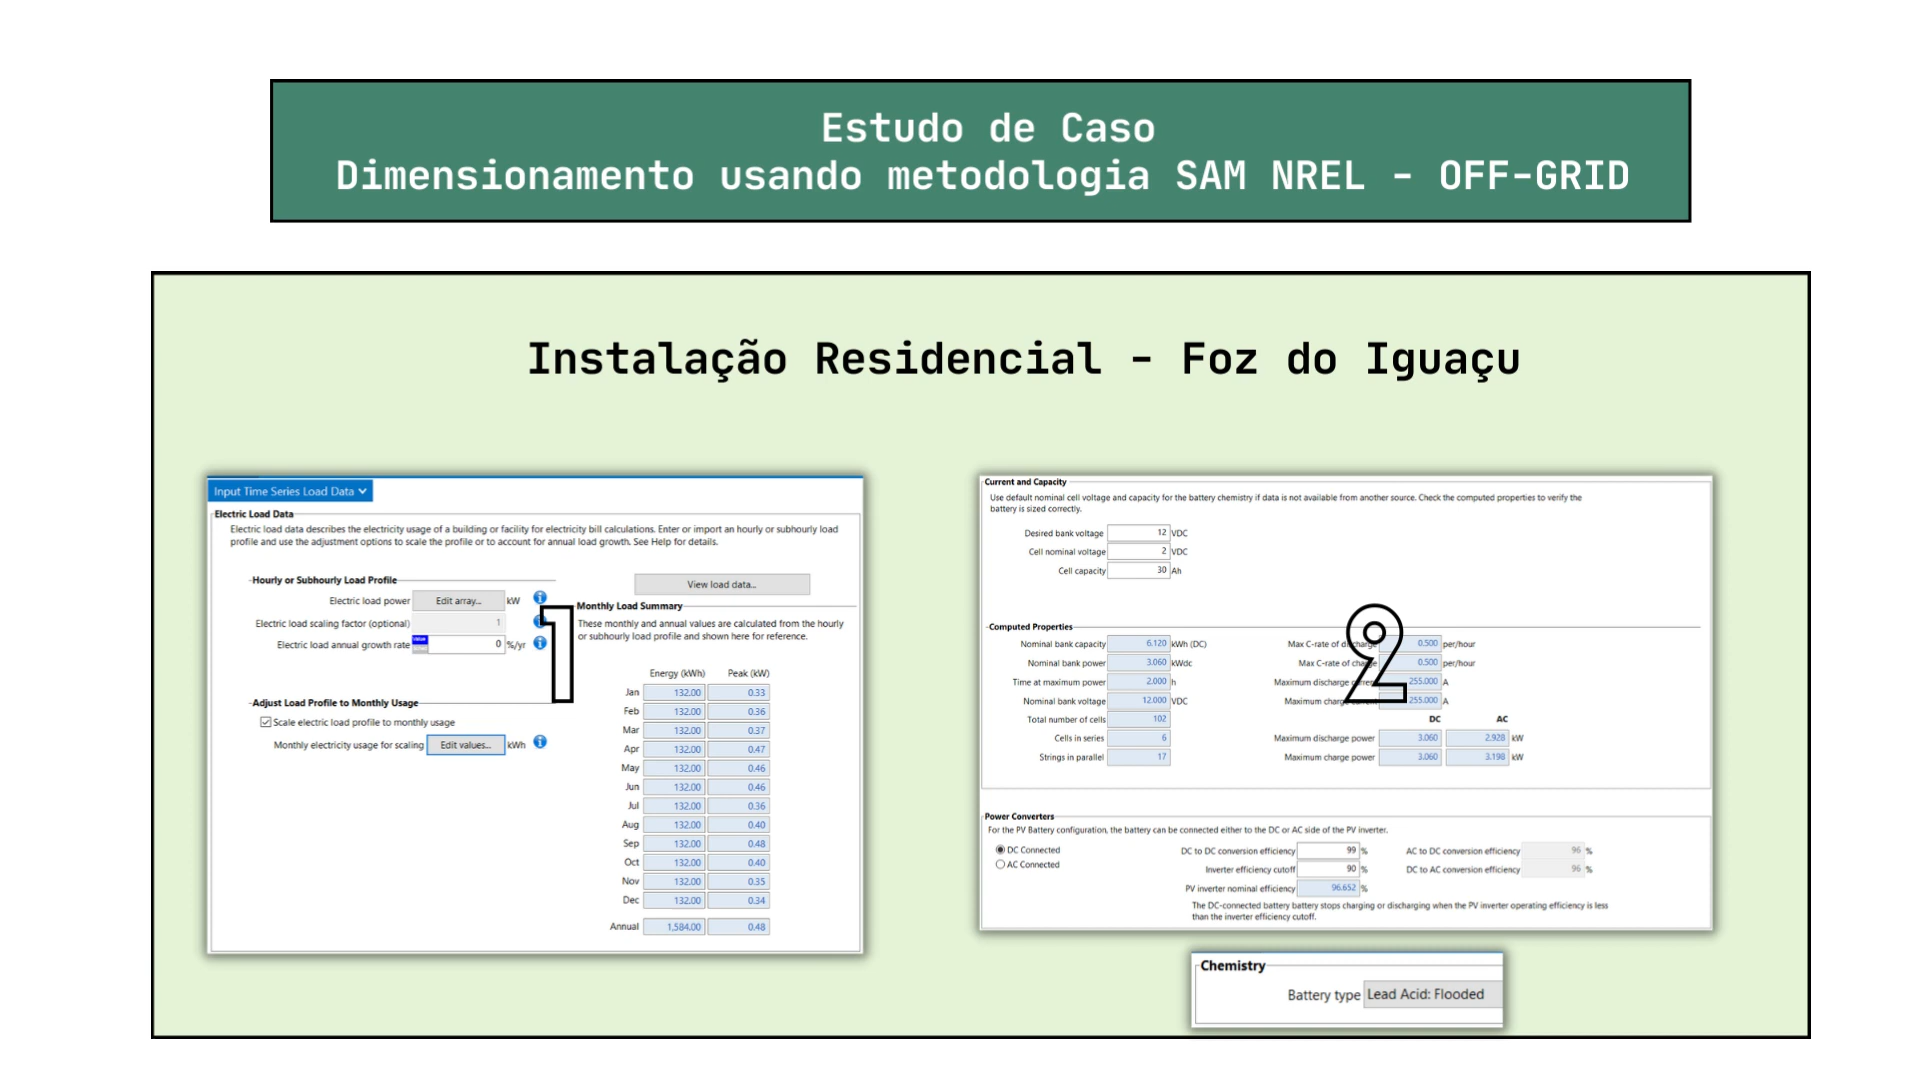 Estudo de Caso
Dimensionamento usando metodologia SAM NREL - OFF-GRID
Instalação Residencial - Foz do Iguaçu
Input Time Series Load Data
Electric Load Data
Electric load data describes the electricity usage of a building or facility for electricity bill calculations. Enter or import an hourly or subhourly load
profile and use the adjustment options to scale the profile or to account for annual load growth. See Help for details.
Hourly or Subhourly Load Profile
Electric load power Edit array... kW
Electric load scaling factor (optional) 1
Electric load annual growth rate 0 %/yr
Adjust Load Profile to Monthly Usage
Scale electric load profile to monthly usage
Monthly electricity usage for scaling Edit values... kWh
1
View load data...
Monthly Load Summary
These monthly and annual values are calculated from the hourly
or subhourly load profile and shown here for reference.
Energy (kWh) Peak (kW)
Jan 132.00 0.33
Feb 132.00 0.36
Mar 132.00 0.37
Apr 132.00 0.47
May 132.00 0.46
Jun 132.00 0.46
Jul 132.00 0.36
Aug 132.00 0.40
Sep 132.00 0.48
Oct 132.00 0.40
Nov 132.00 0.35
Dec 132.00 0.34
Annual 1,584.00 0.48
Current and Capacity
Use default nominal cell voltage and capacity for the battery chemistry if data is not available from another source. Check the computed properties to verify the
battery is sized correctly.
Desired bank voltage 12 VDC
Cell nominal voltage 2 VDC
Cell capacity 30 Ah
Computed Properties
Nominal bank capacity 6.120 kWh (DC)
Nominal bank power 3.060 kWdc
Time at maximum power 2.000 h
Nominal bank voltage 12.000 VDC
Total number of cells 102
Cells in series 6
Strings in parallel 17
2
Max C-rate of discharge 0.500 per/hour
Max C-rate of charge 0.500 per/hour
Maximum discharge current 255.000 A
Maximum charge current 255.000 A
DC AC
Maximum discharge power 3.060 2.928 kW
Maximum charge power 3.060 3.198 kW
Power Converters
For the PV Battery configuration, the battery can be connected either to the DC or AC side of the PV inverter.
DC Connected
AC Connected
DC to DC conversion efficiency 99 %
Inverter efficiency cutoff 90 %
PV inverter nominal efficiency 96.652 %
AC to DC conversion efficiency 96 %
DC to AC conversion efficiency 96 %
The DC-connected battery battery stops charging or discharging when the PV inverter operating efficiency is less
than the inverter efficiency cutoff.
Chemistry
Battery type Lead Acid: Flooded